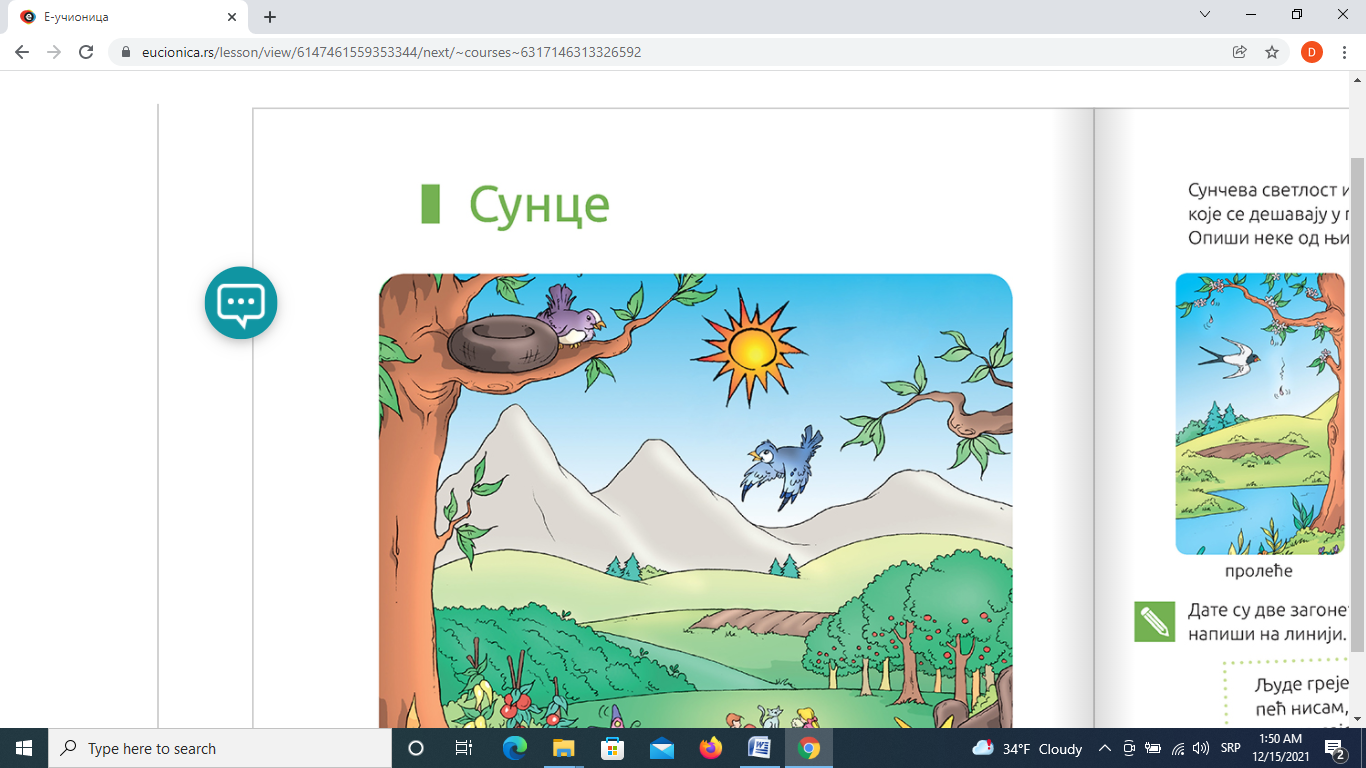 Е-учионица
eucionica.rs/lesson/view/6147461559353344/next/~courses~6317146313326592
D
Сунце
Сунчева светлост и
које се дешавају у
Опиши неке од њи
пролеће
Дате су две загоне
напиши на линији.
Људе греје
пећ нисам,
Type here to search
34°F Cloudy
SRP
1:50 AM
12/15/2021
2